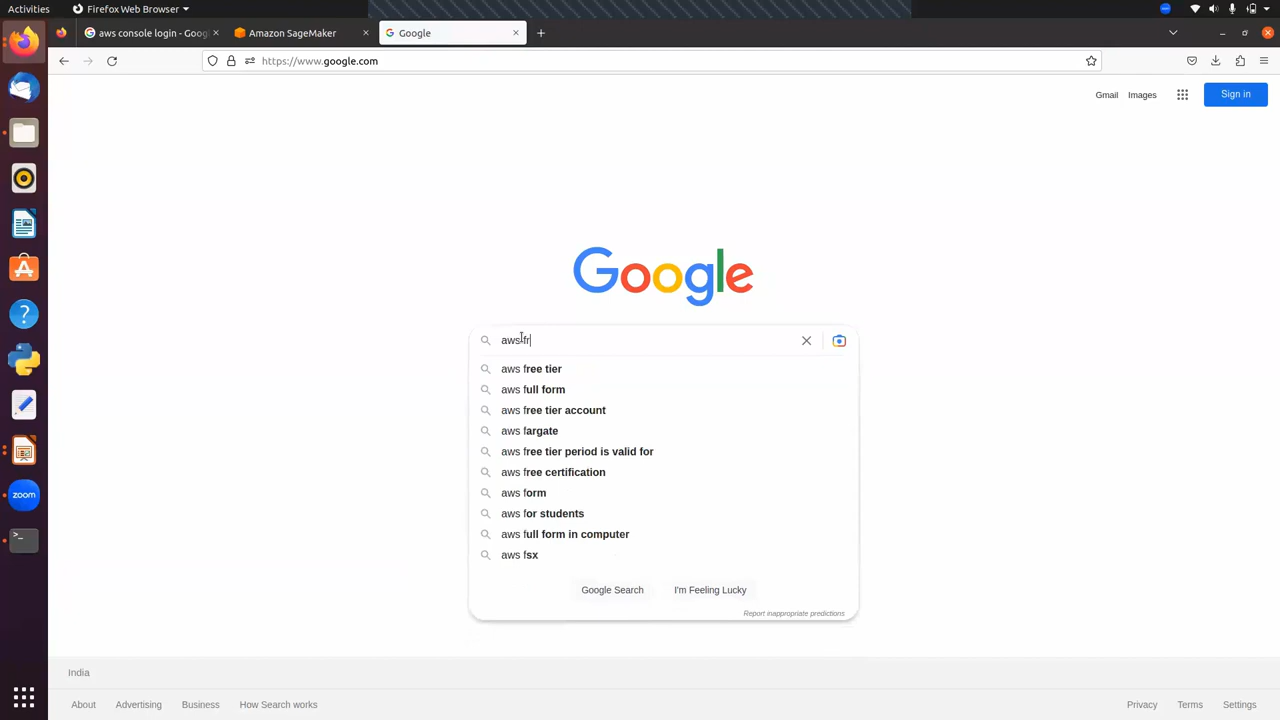 Activities
Firefox Web Browser
aws console login - Goog
Amazon SageMaker
Google
https://www.google.com
Gmail
Images
Sign in
Google
aws fr
aws free tier
aws full form
aws free tier account
aws fargate
aws free tier period is valid for
aws free certification
aws form
aws for students
aws full form in computer
aws fsx
Google Search
I'm Feeling Lucky
Report inappropriate predictions
zoom
India
About
Advertising
Business
How Search works
Privacy
Terms
Settings